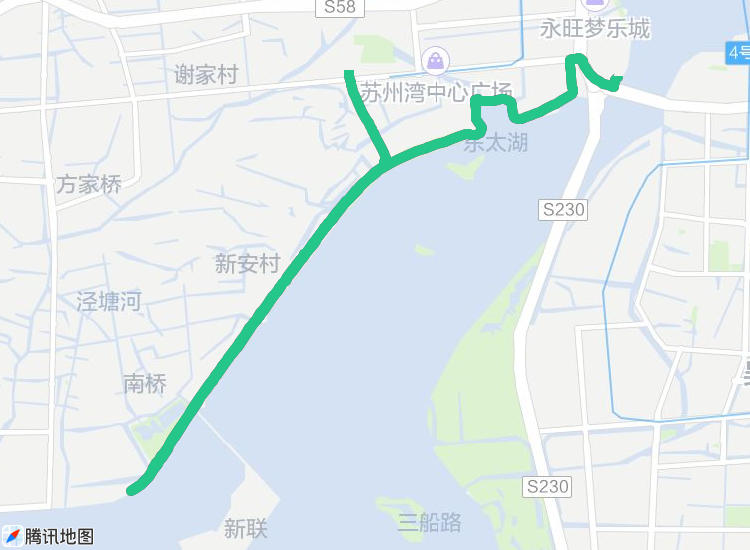 S58
永旺梦乐城
4号
谢家村
苏州湾中心广场
东太湖
方家桥
S230
新安村
泾塘河
南桥
S230
新联
三船路
腾讯地图